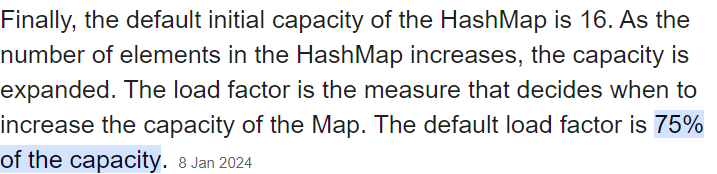 Finally, the default initial capacity of the HashMap is 16. As the
number of elements in the HashMap increases, the capacity is
expanded. The load factor is the measure that decides when to
increase the capacity of the Map. The default load factor is 75%
of the capacity. 8 Jan 2024